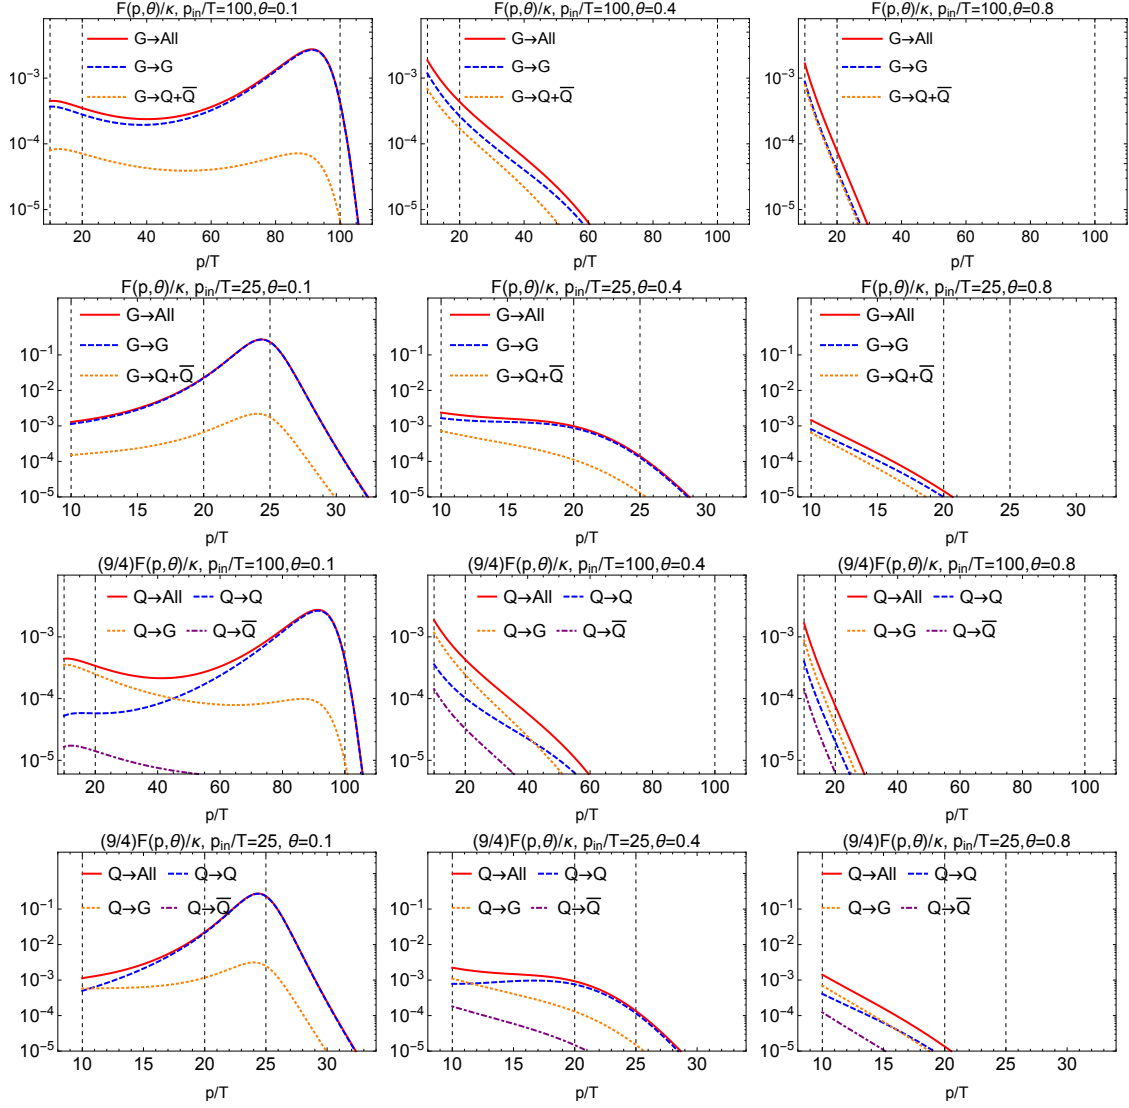 F(p,θ)/κ, p_in/T=100,θ=0.1
G→All
G→G
G→Q+Q̅
10⁻³
10⁻⁴
10⁻⁵
20 40 60 80 100
p/T
F(p,θ)/κ, p_in/T=100,θ=0.4
G→All
G→G
G→Q+Q̅
10⁻³
10⁻⁴
10⁻⁵
20 40 60 80 100
p/T
F(p,θ)/κ, p_in/T=100,θ=0.8
G→All
G→G
G→Q+Q̅
10⁻³
10⁻⁴
10⁻⁵
20 40 60 80 100
p/T
F(p,θ)/κ, p_in/T=25,θ=0.1
G→All
G→G
G→Q+Q̅
10⁻¹
10⁻²
10⁻³
10⁻⁴
10⁻⁵
10 15 20 25 30
p/T
F(p,θ)/κ, p_in/T=25,θ=0.4
G→All
G→G
G→Q+Q̅
10⁻¹
10⁻²
10⁻³
10⁻⁴
10⁻⁵
10 15 20 25 30
p/T
F(p,θ)/κ, p_in/T=25,θ=0.8
G→All
G→G
G→Q+Q̅
10⁻¹
10⁻²
10⁻³
10⁻⁴
10⁻⁵
10 15 20 25 30
p/T
(9/4)F(p,θ)/κ, p_in/T=100,θ=0.1
Q→All Q→Q
Q→G Q→Q̅
10⁻³
10⁻⁴
10⁻⁵
20 40 60 80 100
p/T
(9/4)F(p,θ)/κ, p_in/T=100,θ=0.4
Q→All Q→Q
Q→G Q→Q̅
10⁻³
10⁻⁴
10⁻⁵
20 40 60 80 100
p/T
(9/4)F(p,θ)/κ, p_in/T=100,θ=0.8
Q→All Q→Q
Q→G Q→Q̅
10⁻³
10⁻⁴
10⁻⁵
20 40 60 80 100
p/T
(9/4)F(p,θ)/κ, p_in/T=25, θ=0.1
Q→All Q→Q
Q→G Q→Q̅
10⁻¹
10⁻²
10⁻³
10⁻⁴
10⁻⁵
10 15 20 25 30
p/T
(9/4)F(p,θ)/κ, p_in/T=25,θ=0.4
Q→All Q→Q
Q→G Q→Q̅
10⁻¹
10⁻²
10⁻³
10⁻⁴
10⁻⁵
10 15 20 25 30
p/T
(9/4)F(p,θ)/κ, p_in/T=25,θ=0.8
Q→All Q→Q
Q→G Q→Q̅
10⁻¹
10⁻²
10⁻³
10⁻⁴
10⁻⁵
10 15 20 25 30
p/T